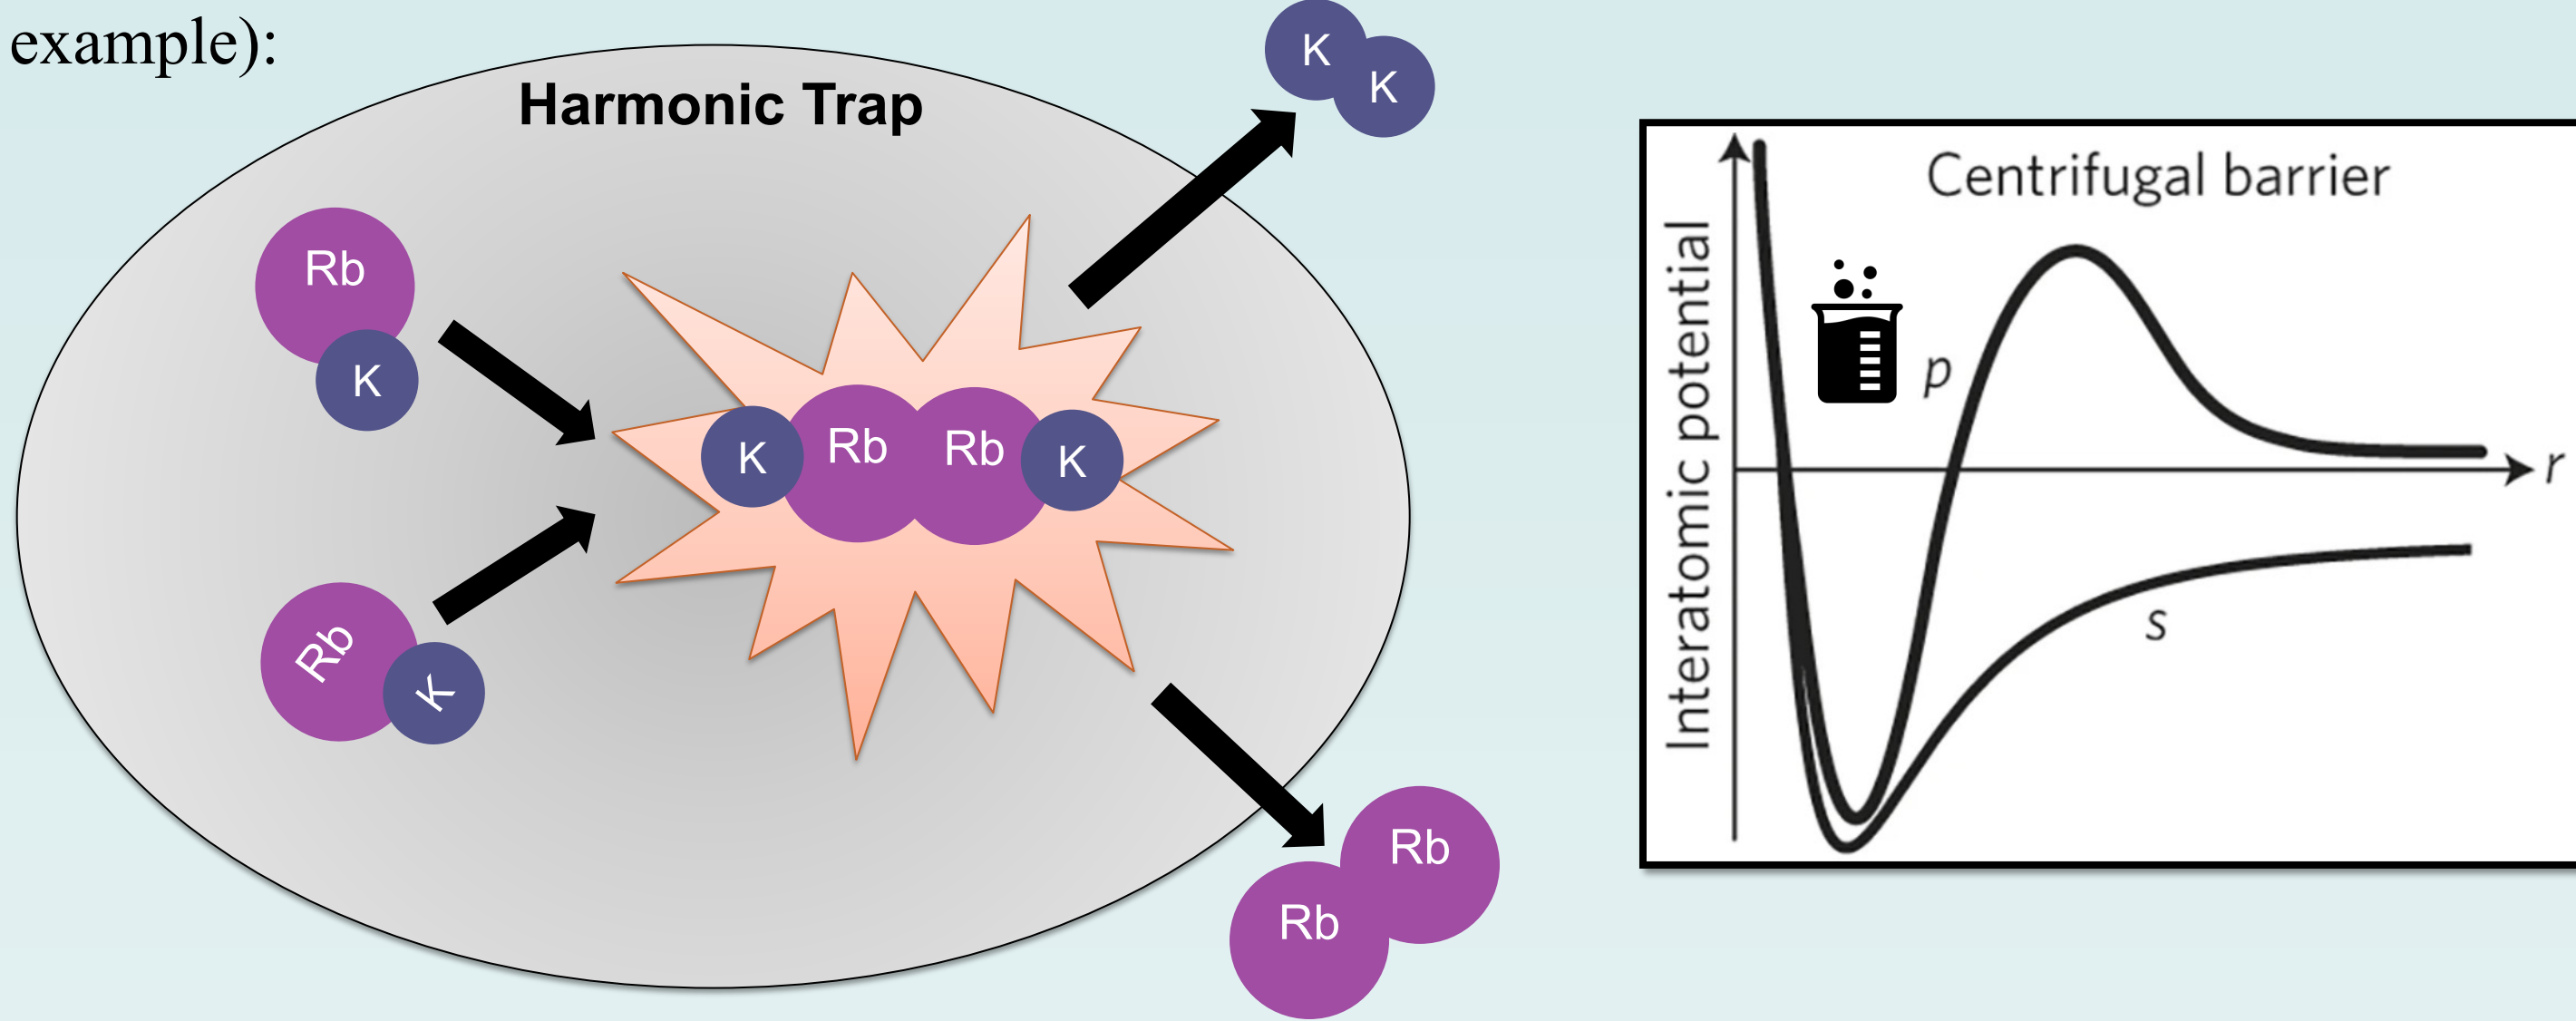 example):
Harmonic Trap
K
K
Rb
K
K
Rb
Rb
K
Rb
K
Rb
Rb
Centrifugal barrier
Interatomic potential
p
r
s